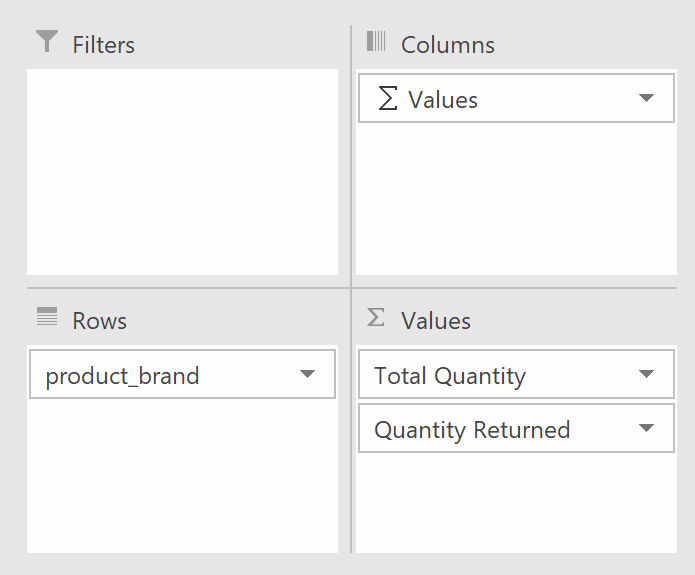 Filters
Columns
Σ Values
Rows
Σ Values
product_brand
Total Quantity
Quantity Returned